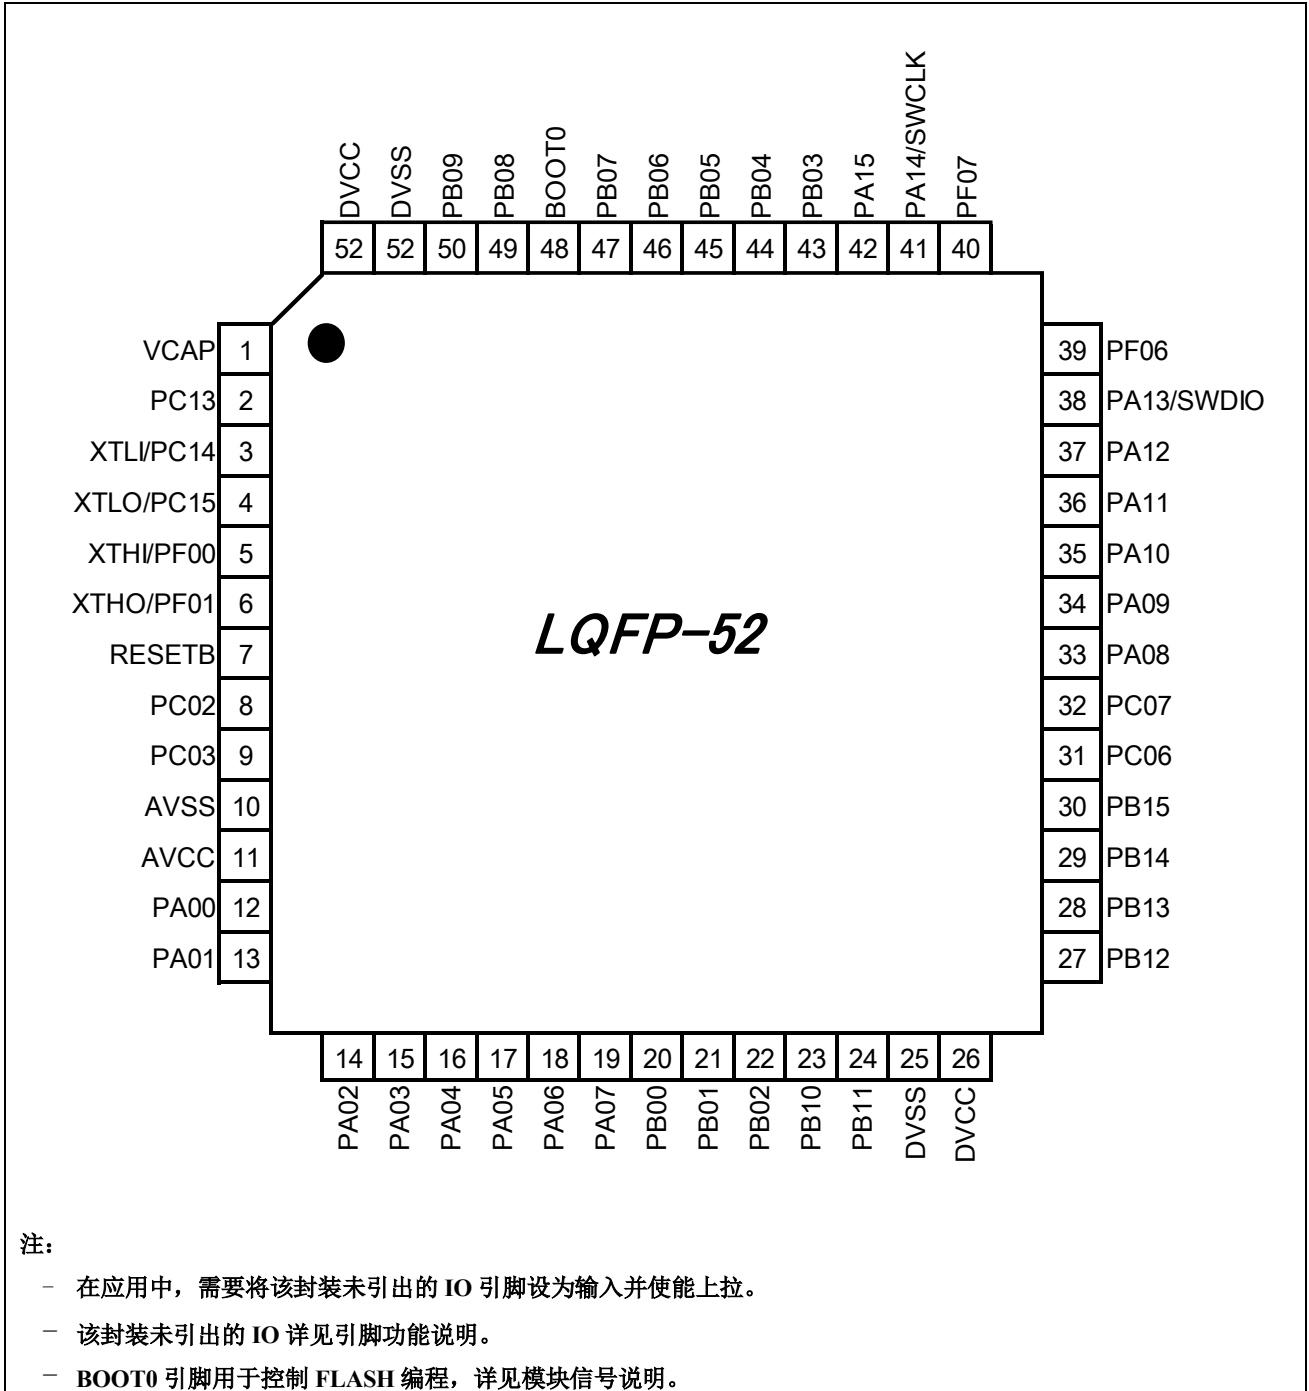 DVCC
DVSS
PB09
PB08
BOOT0
PB07
PB06
PB05
PB04
PB03
PA15
PA14/SWCLK
PF07
52 52 50 49 48 47 46 45 44 43 42 41 40
VCAP 1
PC13 2
XTLI/PC14 3
XTLO/PC15 4
XTHI/PF00 5
XTHO/PF01 6
RESETB 7
PC02 8
PC03 9
AVSS 10
AVCC 11
PA00 12
PA01 13
LQFP-52
39 PF06
38 PA13/SWDIO
37 PA12
36 PA11
35 PA10
34 PA09
33 PA08
32 PC07
31 PC06
30 PB15
29 PB14
28 PB13
27 PB12
14 15 16 17 18 19 20 21 22 23 24 25 26
PA02
PA03
PA04
PA05
PA06
PA07
PB00
PB01
PB02
PB10
PB11
DVSS
DVCC
注：
– 在应用中，需要将该封装未引出的 IO 引脚设为输入并使能上拉。
– 该封装未引出的 IO 详见引脚功能说明。
– BOOT0 引脚用于控制 FLASH 编程，详见模块信号说明。